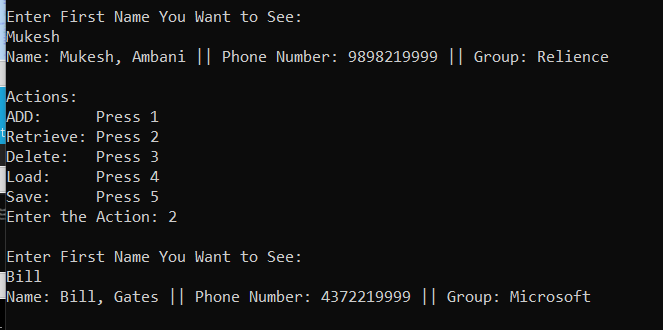 Enter First Name You Want to See:
Mukesh
Name: Mukesh, Ambani || Phone Number: 9898219999 || Group: Relience
Actions:
ADD:      Press 1
Retrieve: Press 2
Delete:   Press 3
Load:     Press 4
Save:     Press 5
Enter the Action: 2
Enter First Name You Want to See:
Bill
Name: Bill, Gates || Phone Number: 4372219999 || Group: Microsoft